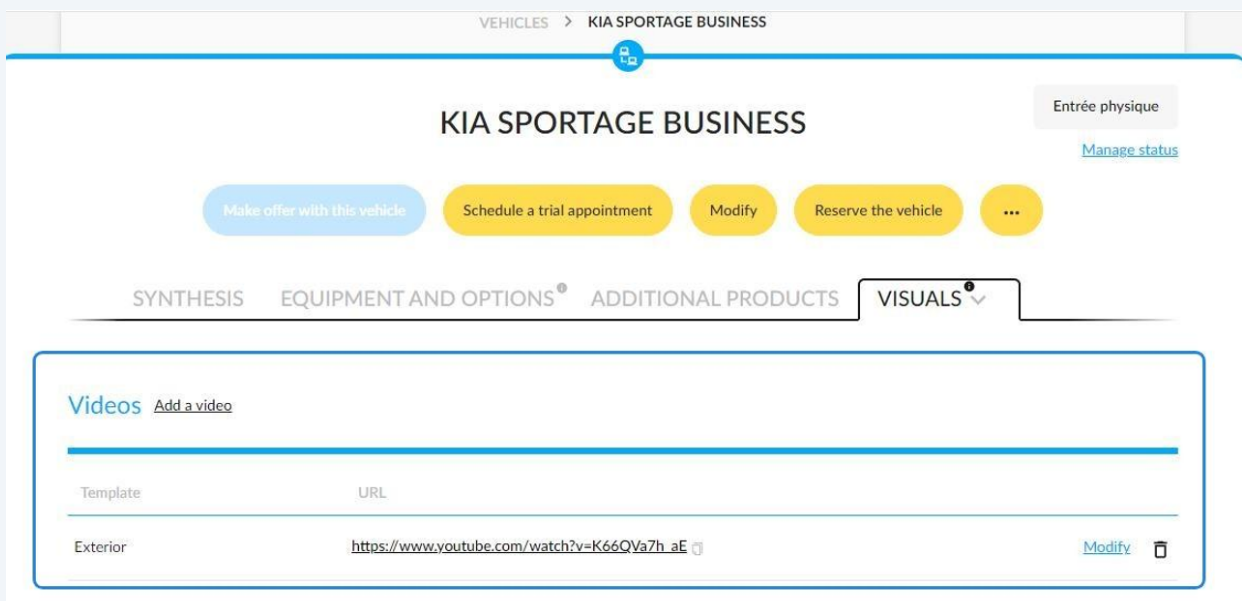 VEHICLES > KIA SPORTAGE BUSINESS
KIA SPORTAGE BUSINESS
Entrée physique
Manage status
Make offer with this vehicle
Schedule a trial appointment
Modify
Reserve the vehicle
...
SYNTHESIS
EQUIPMENT AND OPTIONS
ADDITIONAL PRODUCTS
VISUALS
Videos Add a video
Template URL
Exterior https://www.youtube.com/watch?v=K66QVa7h_aE Modify